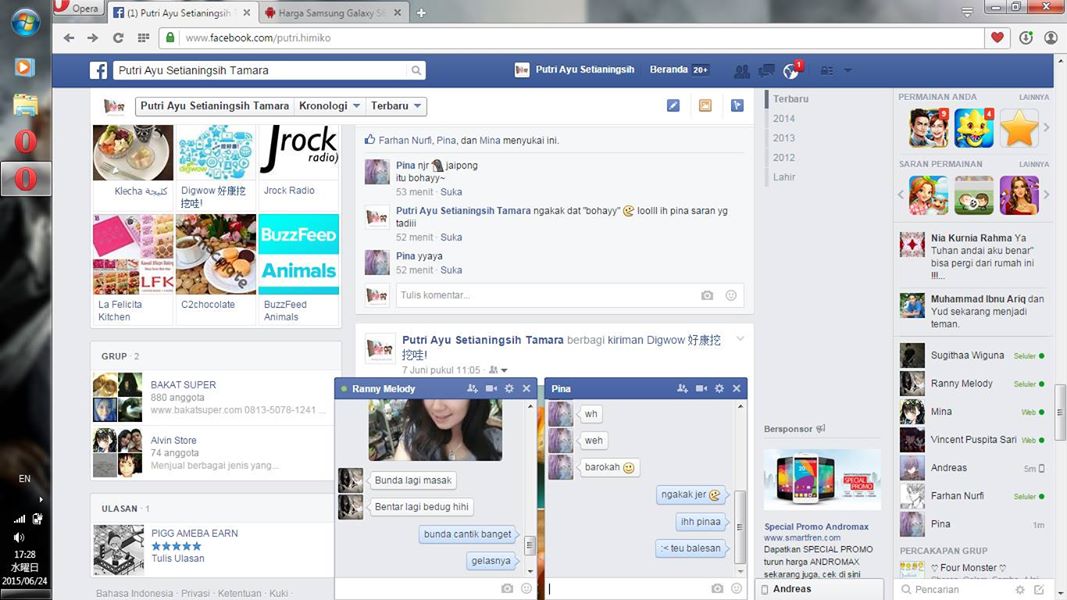 Opera
(1) Putri Ayu Setianingsih
Harga Samsung Galaxy S6
www.facebook.com/putri.himiko
Putri Ayu Setianingsih Tamara
Putri Ayu Setianingsih
Beranda 20+
1
Putri Ayu Setianingsih Tamara
Kronologi
Terbaru
Klecha كليجة
Digwow 好康挖
挖哇!
Jrock
radio)
Jrock Radio
La Felicita
Kitchen
C2chocolate
BuzzFeed
Animals
LFK
BuzzFeed
Animals
GRUP · 2
BAKAT SUPER
880 anggota
www.bakatsuper.com 0813-5078-1241 ...
Alvin Store
74 anggota
Menjual berbagai jenis yang...
ULASAN · 1
PIGG AMEBA EARN
Tulis Ulasan
Bahasa Indonesia · Privasi · Ketentuan · Kuki ·
Farhan Nurfi, Pina, dan Mina menyukai ini.
Pina njr jaipong
itu bohayy~
53 menit · Suka
Putri Ayu Setianingsih Tamara ngakak dat "bohayy" loolll ih pina saran yg
tadiii
52 menit · Suka
Pina yyaya
52 menit · Suka
Tulis komentar...
Putri Ayu Setianingsih Tamara berbagi kiriman Digwow 好康挖
挖哇!
7 Juni pukul 11:05 ·
Ranny Melody
Bunda lagi masak
Bentar lagi bedug hihi
bunda cantik banget
gelasnya
Pina
wh
weh
barokah
ngakak jer
ihh pinaa
:< teu balesan
Terbaru
2014
2013
2012
Lahir
Bersponsor
SPECIAL
PROMO
Special Promo Andromax
www.smartfren.com
Dapatkan SPECIAL PROMO
turun harga ANDROMAX
sekarang juga, cek di sini
Andreas
PERMAINAN ANDA
LAINNYA
9
4
SARAN PERMAINAN
LAINNYA
Nia Kurnia Rahma Ya
Tuhan andai aku benar"
bisa pergi dari rumah ini
!!!...
Muhammad Ibnu Ariq dan
Yud sekarang menjadi
teman.
Sugithaa Wiguna Seluler
Ranny Melody Seluler
Mina Web
Vincent Puspita Sari Web
Andreas 5m
Farhan Nurfi Seluler
Pina 1m
PERCAKAPAN GRUP
♡ Four Monster ♡
Pencarian
EN
17:28
水曜日
2015/06/24